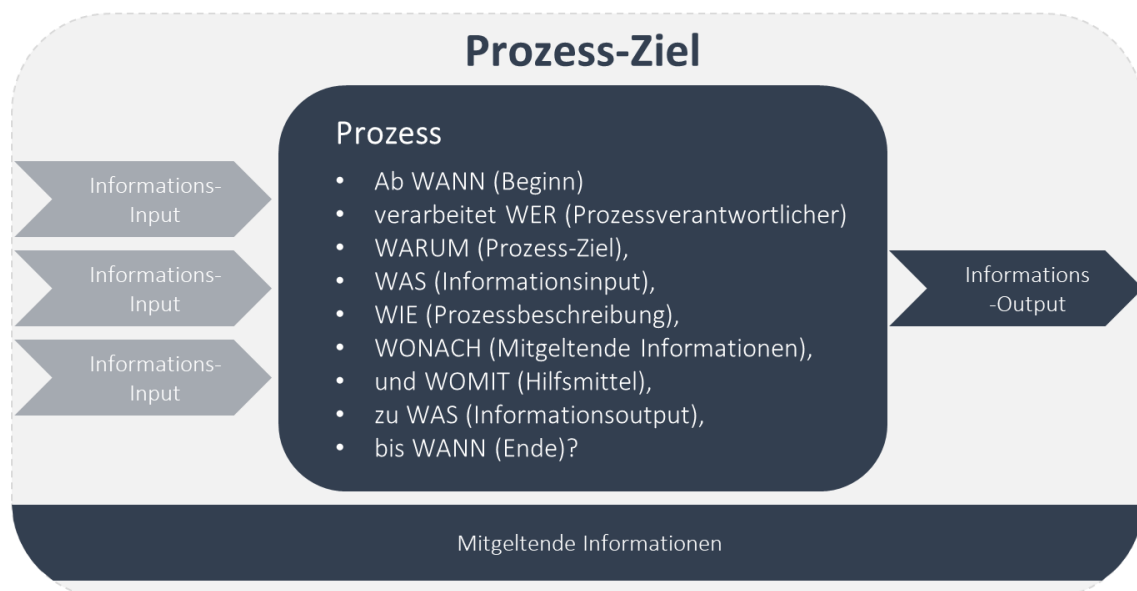 Prozess-Ziel
Informations-
Input
Informations-
Input
Informations-
Input
Prozess
• Ab WANN (Beginn)
• verarbeitet WER (Prozessverantwortlicher)
• WARUM (Prozess-Ziel),
• WAS (Informationsinput),
• WIE (Prozessbeschreibung),
• WONACH (Mitgeltende Informationen),
• und WOMIT (Hilfsmittel),
• zu WAS (Informationsoutput),
• bis WANN (Ende)?
Informations
-Output
Mitgeltende Informationen